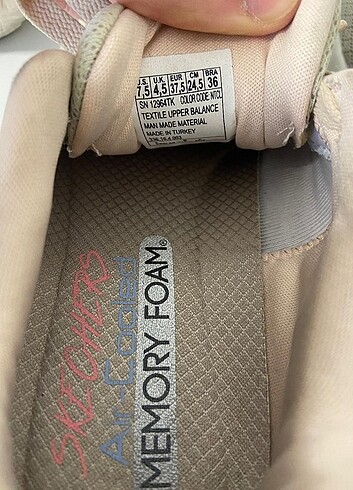 U.S. U.K. EUR CM BRA
7,5 4,5 37,5 24,5 36
SN 12964TK COLOR CODE NTCL
TEXTILE UPPER BALANCE
MAN MADE MATERIAL
MADE IN TURKEY
SKECHERS
Air-Cooled
MEMORY FOAM®